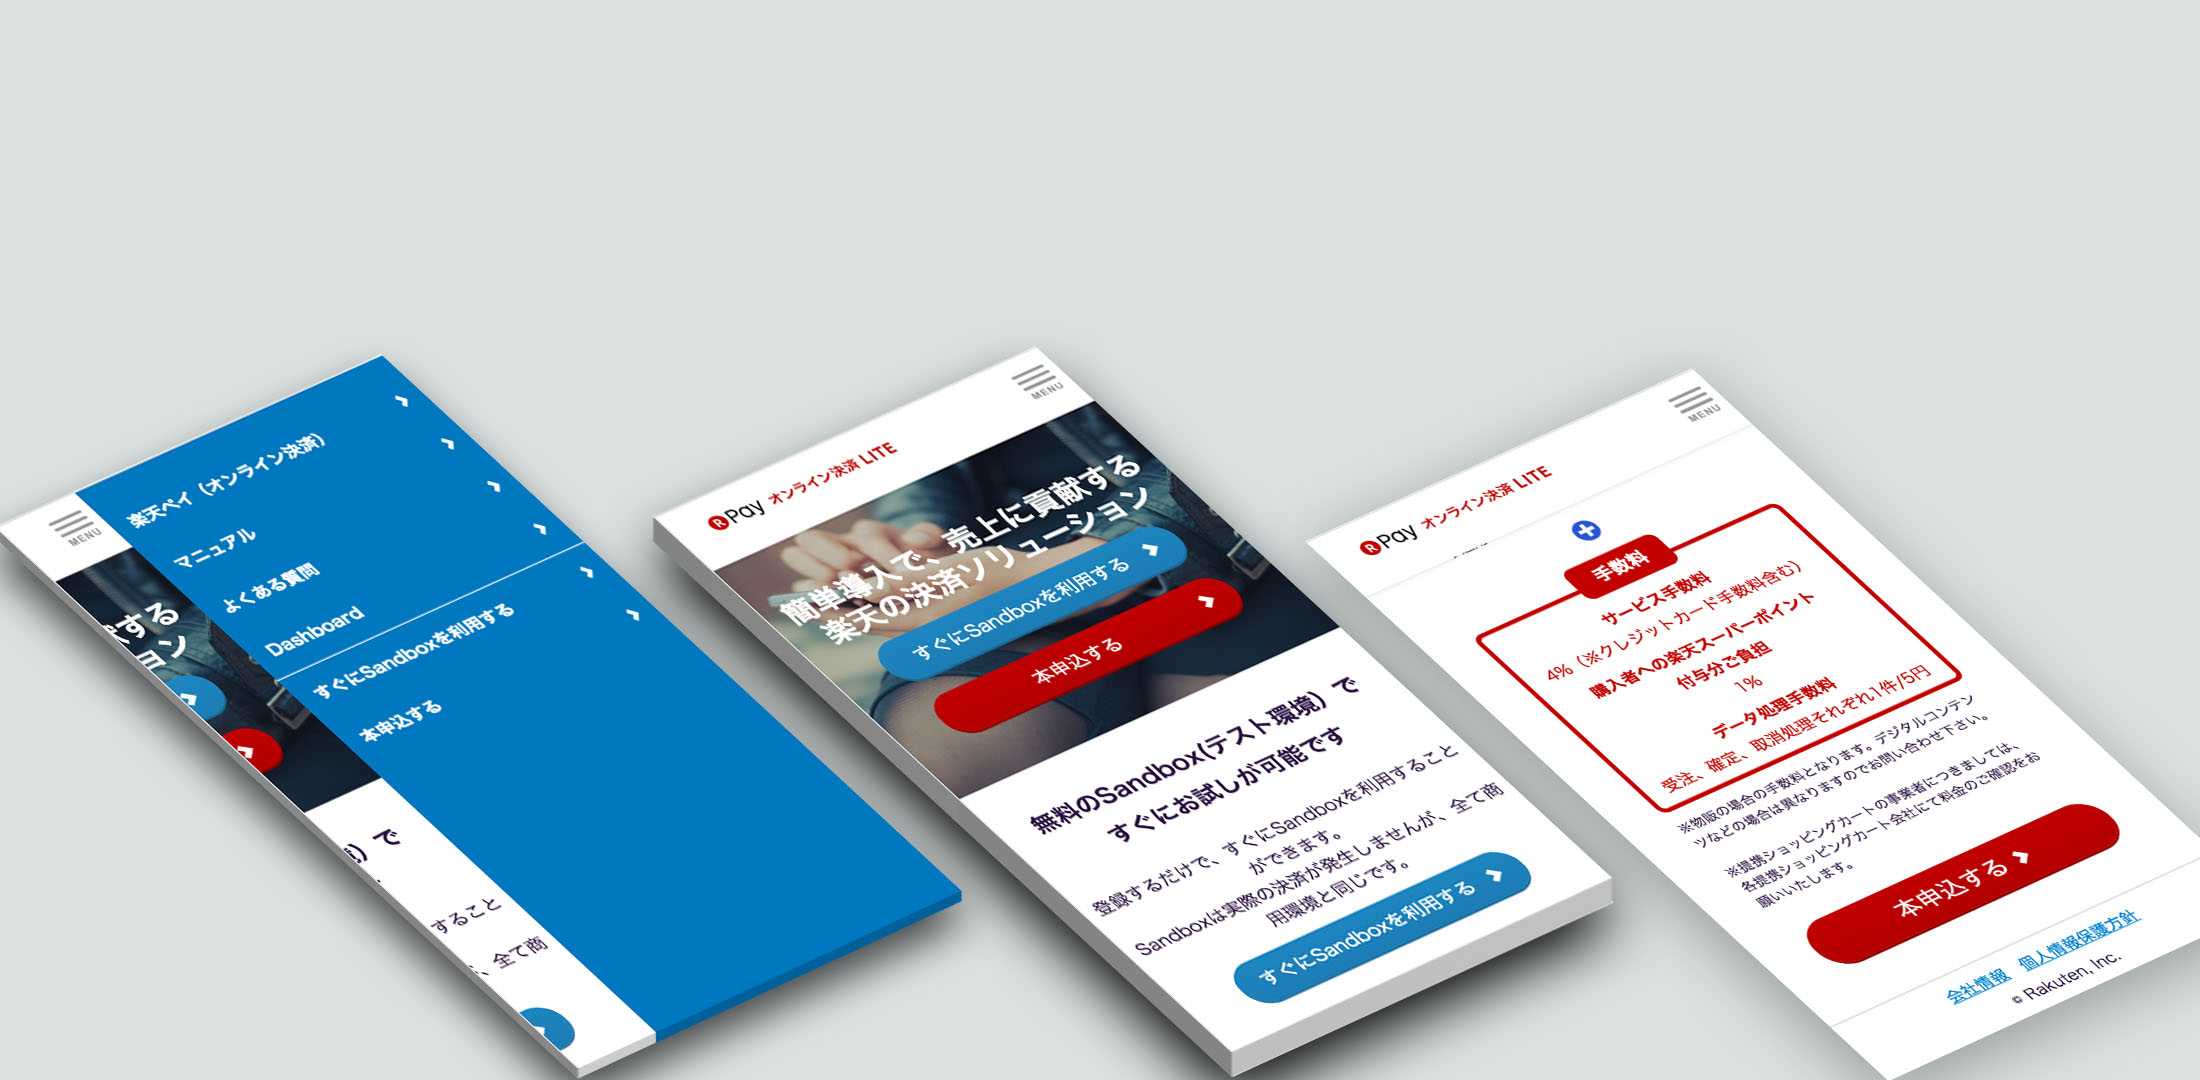 MENU
楽天ペイ（オンライン決済）
マニュアル
よくある質問
Dashboard
すぐにSandboxを利用する
本申込する
する
ョン
）で
すること
、全て商
R Pay オンライン決済 LITE
MENU
簡単導入で、売上に貢献する
楽天の決済ソリューション
すぐにSandboxを利用する
本申込する
無料のSandbox(テスト環境）で
すぐにお試しが可能です
登録するだけで、すぐにSandboxを利用すること
ができます。
Sandboxは実際の決済が発生しませんが、全て商
用環境と同じです。
すぐにSandboxを利用する
R Pay オンライン決済 LITE
MENU
手数料
サービス手数料
4%（※クレジットカード手数料含む）
購入者への楽天スーパーポイント
付与分ご負担
1%
データ処理手数料
受注、確定、取消処理それぞれ1件/5円
※物販の場合の手数料となります。デジタルコンテン
ツなどの場合は異なりますのでお問い合わせ下さい。
※提携ショッピングカートの事業者につきましては、
各提携ショッピングカート会社にて料金のご確認をお
願いいたします。
本申込する
会社情報 個人情報保護方針
© Rakuten, Inc.